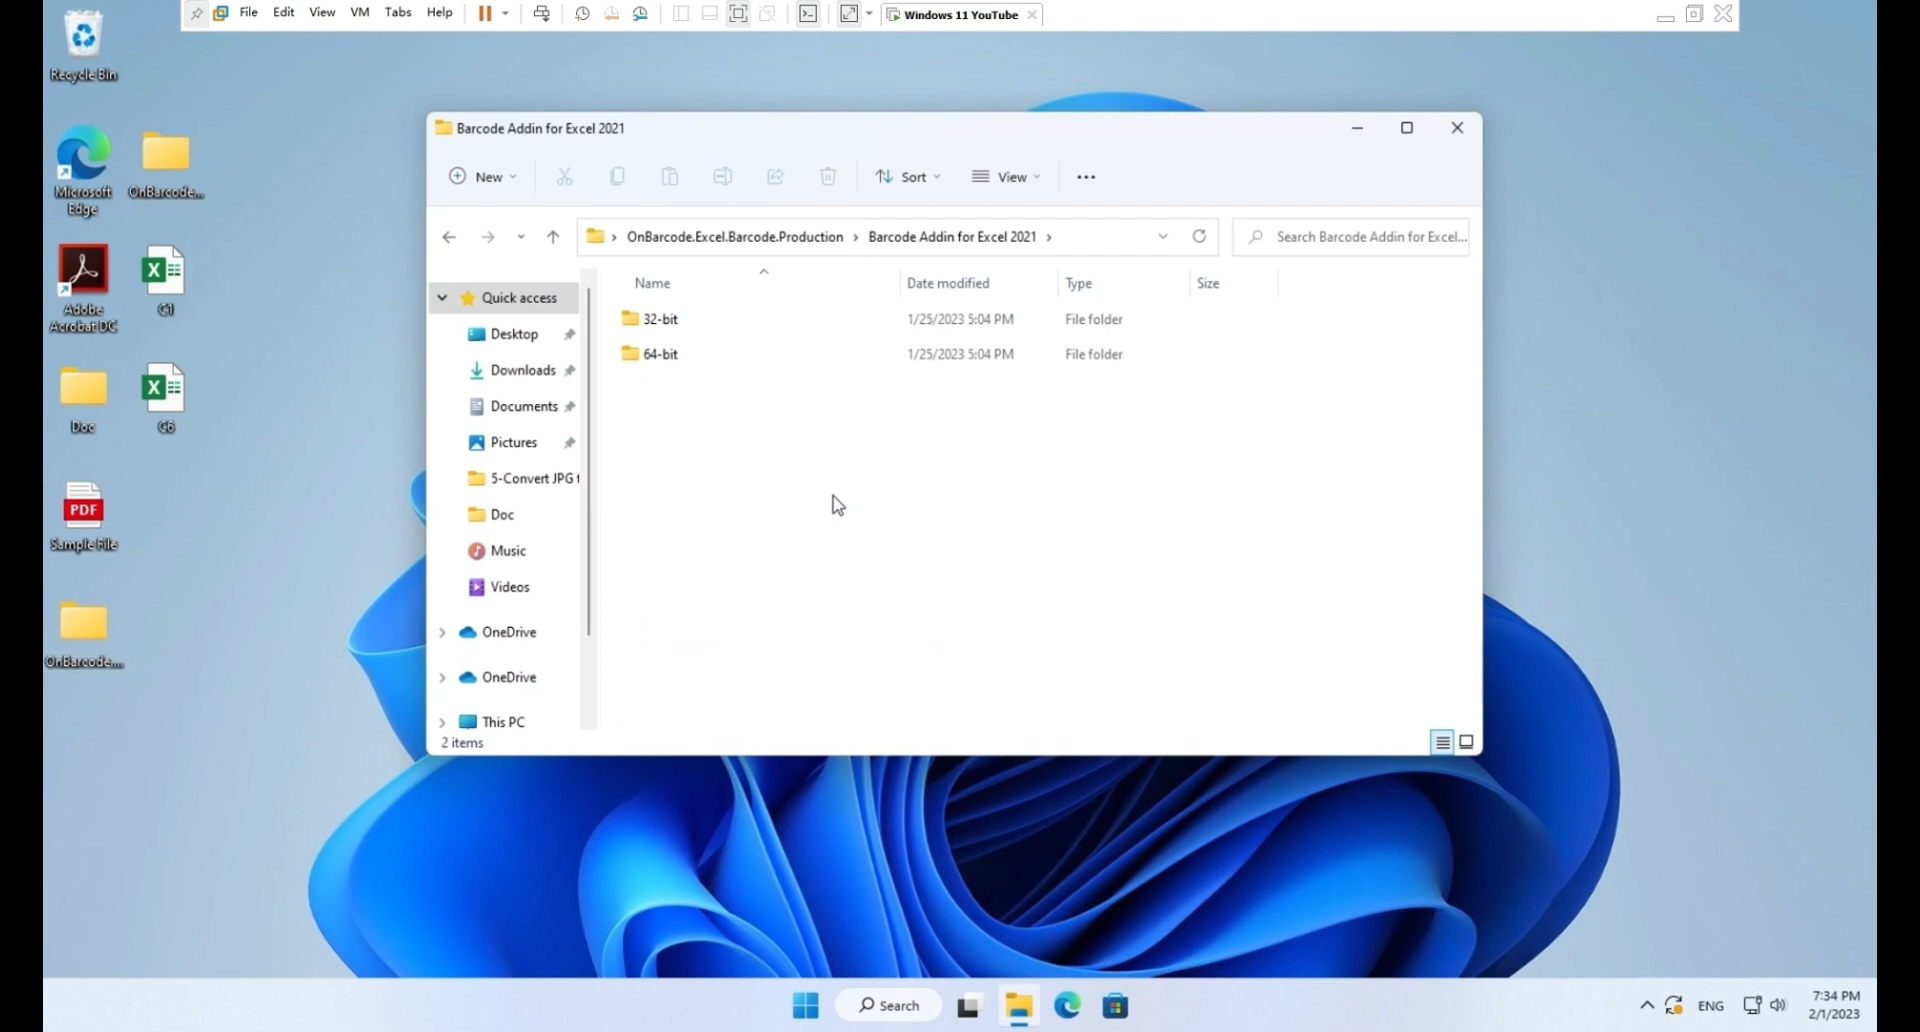 File Edit View VM Tabs Help
Windows 11 YouTube
Recycle Bin
Microsoft Edge
OnBarcode...
Adobe Acrobat DC
C1
Doc
C6
PDF
Sample File
OnBarcode....
Barcode Addin for Excel 2021
New
Sort
View
OnBarcode.Excel.Barcode.Production > Barcode Addin for Excel 2021 >
Search Barcode Addin for Excel...
Name Date modified Type Size
32-bit 1/25/2023 5:04 PM File folder
64-bit 1/25/2023 5:04 PM File folder
Quick access
Desktop
Downloads
Documents
Pictures
5-Convert JPG
Doc
Music
Videos
OneDrive
OneDrive
This PC
2 items
Search
ENG
7:34 PM
2/1/2023